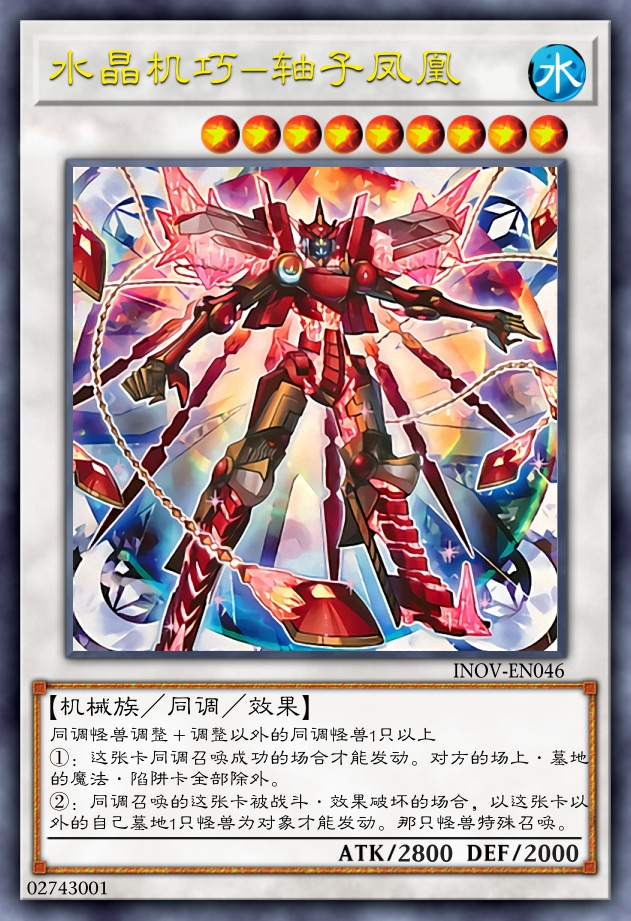 水晶机巧-轴子凤凰
水
INOV-EN046
【机械族／同调／效果】
同调怪兽调整＋调整以外的同调怪兽1只以上
①：这张卡同调召唤成功的场合才能发动。对方的场上·墓地
的魔法·陷阱卡全部除外。
②：同调召唤的这张卡被战斗·效果破坏的场合，以这张卡以
外的自己墓地1只怪兽为对象才能发动。那只怪兽特殊召唤。
ATK/2800 DEF/2000
02743001